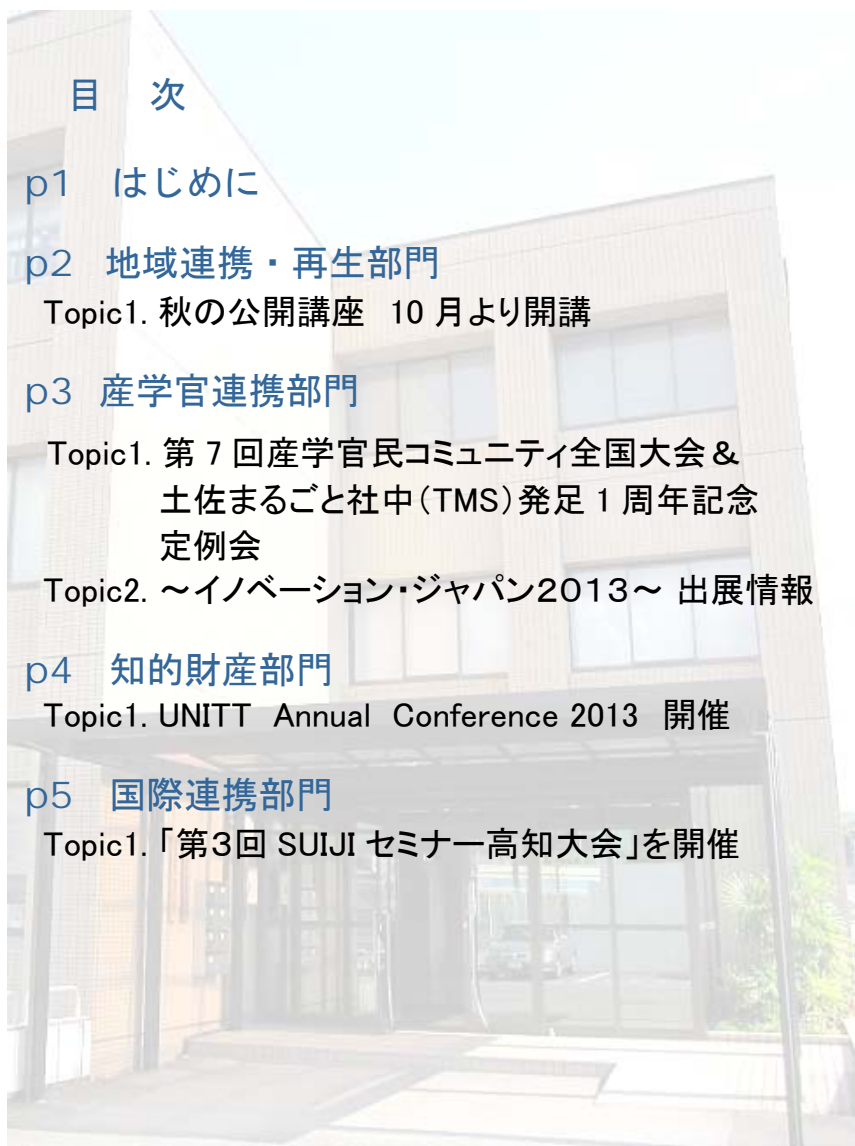 目　次
p1　はじめに
p2　地域連携・再生部門
Topic1. 秋の公開講座　10 月より開講
p3　産学官連携部門
Topic1. 第 7 回産学官民コミュニティ全国大会＆
土佐まるごと社中（TMS）発足 1 周年記念
定例会
Topic2. ～イノベーション・ジャパン２０１３～ 出展情報
p4　知的財産部門
Topic1. UNITT　Annual　Conference 2013　開催
p5　国際連携部門
Topic1. 「第３回 SUIJI セミナー高知大会」を開催